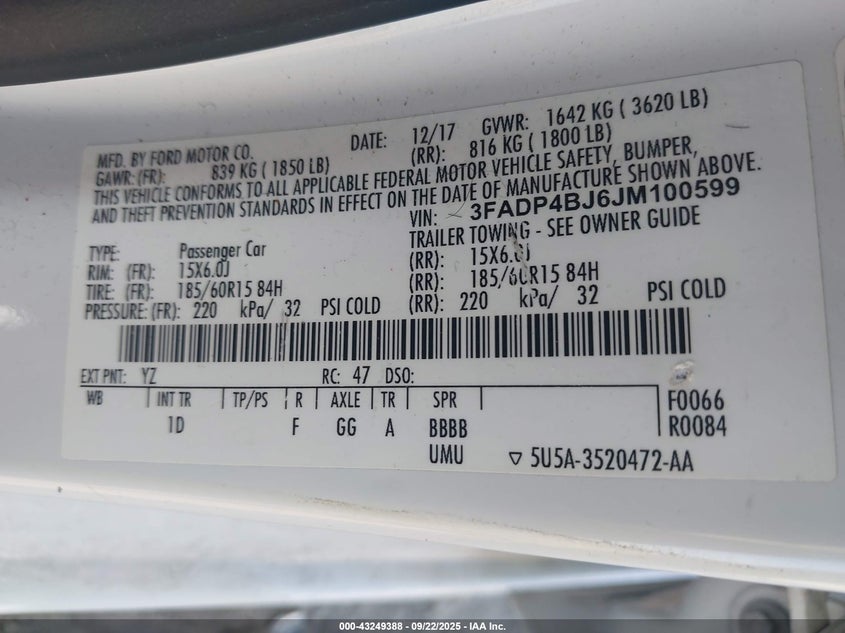 MFD. BY FORD MOTOR CO. DATE: 12/17 GVWR: 1642 KG ( 3620 LB)
GAWR: (FR): 839 KG ( 1850 LB) (RR): 816 KG ( 1800 LB)
THIS VEHICLE CONFORMS TO ALL APPLICABLE FEDERAL MOTOR VEHICLE SAFETY, BUMPER,
AND THEFT PREVENTION STANDARDS IN EFFECT ON THE DATE OF MANUFACTURE SHOWN ABOVE.
VIN: 3FADP4BJ6JM100599
TYPE: Passenger Car TRAILER TOWING - SEE OWNER GUIDE
RIM: (FR): 15X6.0J (RR): 15X6.0J
TIRE: (FR): 185/60R15 84H (RR): 185/60R15 84H
PRESSURE: (FR): 220 kPa/ 32 PSI COLD (RR): 220 kPa/ 32 PSI COLD
EXT PNT: YZ RC: 47 DSO:
WB INT TR TP/PS R AXLE TR SPR F0066
1D F GG A BBBB R0084
UMU ▽ 5U5A-3520472-AA
000-43249388 - 09/22/2025 - IAA Inc.